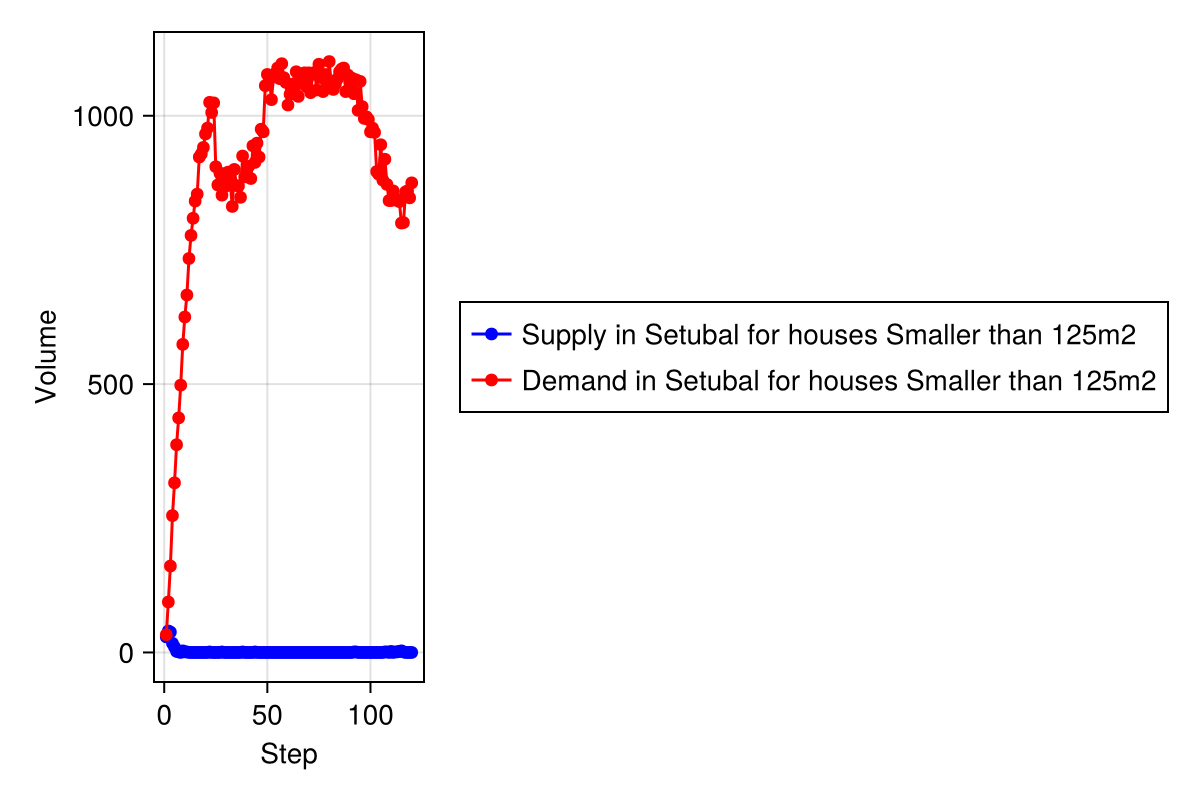 1000
500
0
Volume
0 50 100
Step
Supply in Setubal for houses Smaller than 125m2
Demand in Setubal for houses Smaller than 125m2